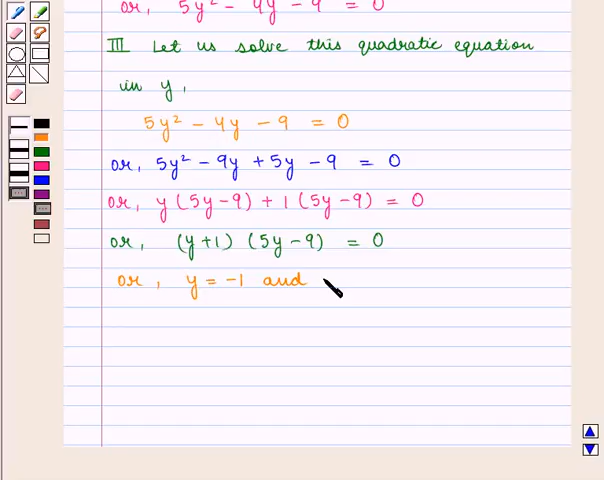 or, 5y² - 4y - 9 = 0
III Let us solve this quadratic equation
in y,
5y² - 4y - 9 = 0
or, 5y² - 9y + 5y - 9 = 0
or, y (5y-9) + 1 (5y-9) = 0
or, (y+1) (5y-9) = 0
or, y = -1 and